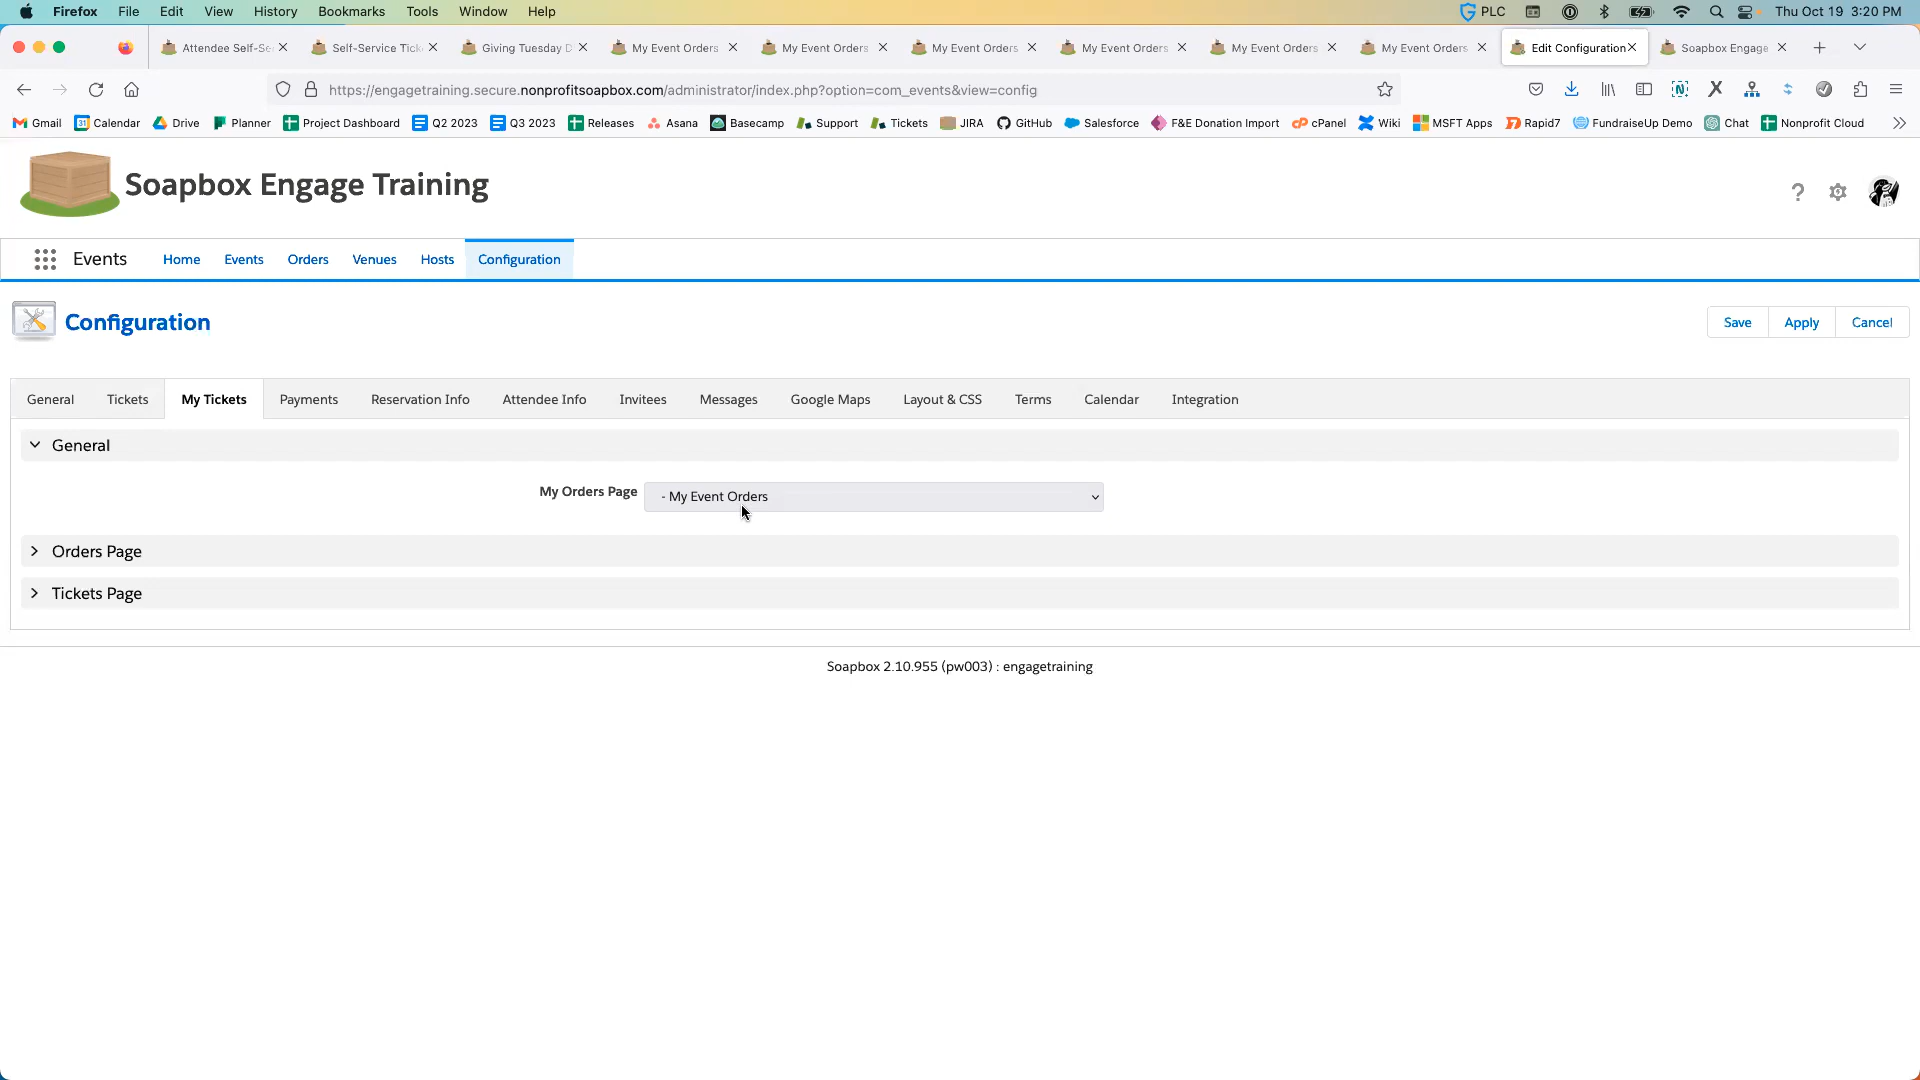 Firefox File Edit View History Bookmarks Tools Window Help PLC Thu Oct 19 3:20 PM
Attendee Self-Se Self-Service Tick Giving Tuesday D My Event Orders My Event Orders My Event Orders My Event Orders My Event Orders My Event Orders Edit Configuration Soapbox Engage
https://engagetraining.secure.nonprofitsoapbox.com/administrator/index.php?option=com_events&view=config
Gmail Calendar Drive Planner Project Dashboard Q2 2023 Q3 2023 Releases Asana Basecamp Support Tickets JIRA GitHub Salesforce F&E Donation Import cPanel Wiki MSFT Apps Rapid7 FundraiseUp Demo Chat Nonprofit Cloud
Soapbox Engage Training
Events Home Events Orders Venues Hosts Configuration
Configuration Save Apply Cancel
General Tickets My Tickets Payments Reservation Info Attendee Info Invitees Messages Google Maps Layout & CSS Terms Calendar Integration
General
My Orders Page - My Event Orders
Orders Page
Tickets Page
Soapbox 2.10.955 (pw003) : engagetraining